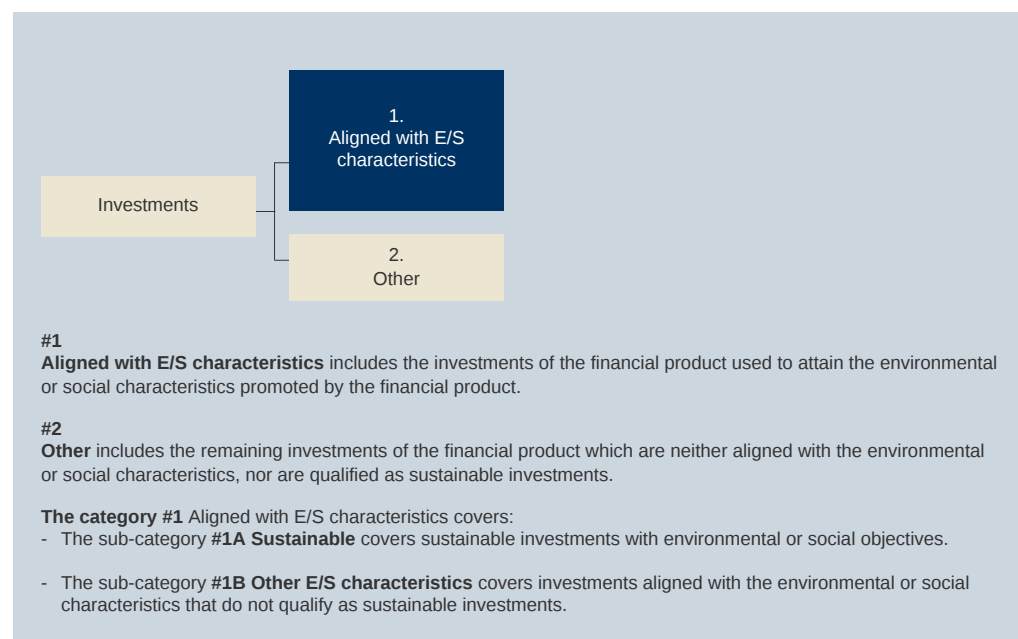 1.
Aligned with E/S
characteristics
Investments
2.
Other
#1
Aligned with E/S characteristics includes the investments of the financial product used to attain the environmental
or social characteristics promoted by the financial product.
#2
Other includes the remaining investments of the financial product which are neither aligned with the environmental
or social characteristics, nor are qualified as sustainable investments.
The category #1 Aligned with E/S characteristics covers:
- The sub-category #1A Sustainable covers sustainable investments with environmental or social objectives.
- The sub-category #1B Other E/S characteristics covers investments aligned with the environmental or social
characteristics that do not qualify as sustainable investments.